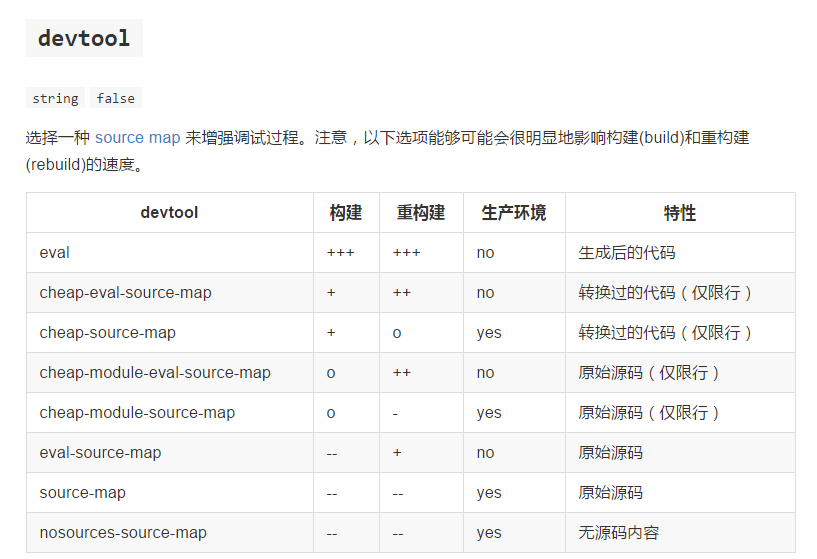 devtool
string false
选择一种 source map 来增强调试过程。注意，以下选项能够可能会很明显地影响构建(build)和重构建
(rebuild)的速度。
devtool 构建 重构建 生产环境 特性
eval +++ +++ no 生成后的代码
cheap-eval-source-map + ++ no 转换过的代码（仅限行）
cheap-source-map + o yes 转换过的代码（仅限行）
cheap-module-eval-source-map o ++ no 原始源码（仅限行）
cheap-module-source-map o - yes 原始源码（仅限行）
eval-source-map -- + no 原始源码
source-map -- -- yes 原始源码
nosources-source-map -- -- yes 无源码内容